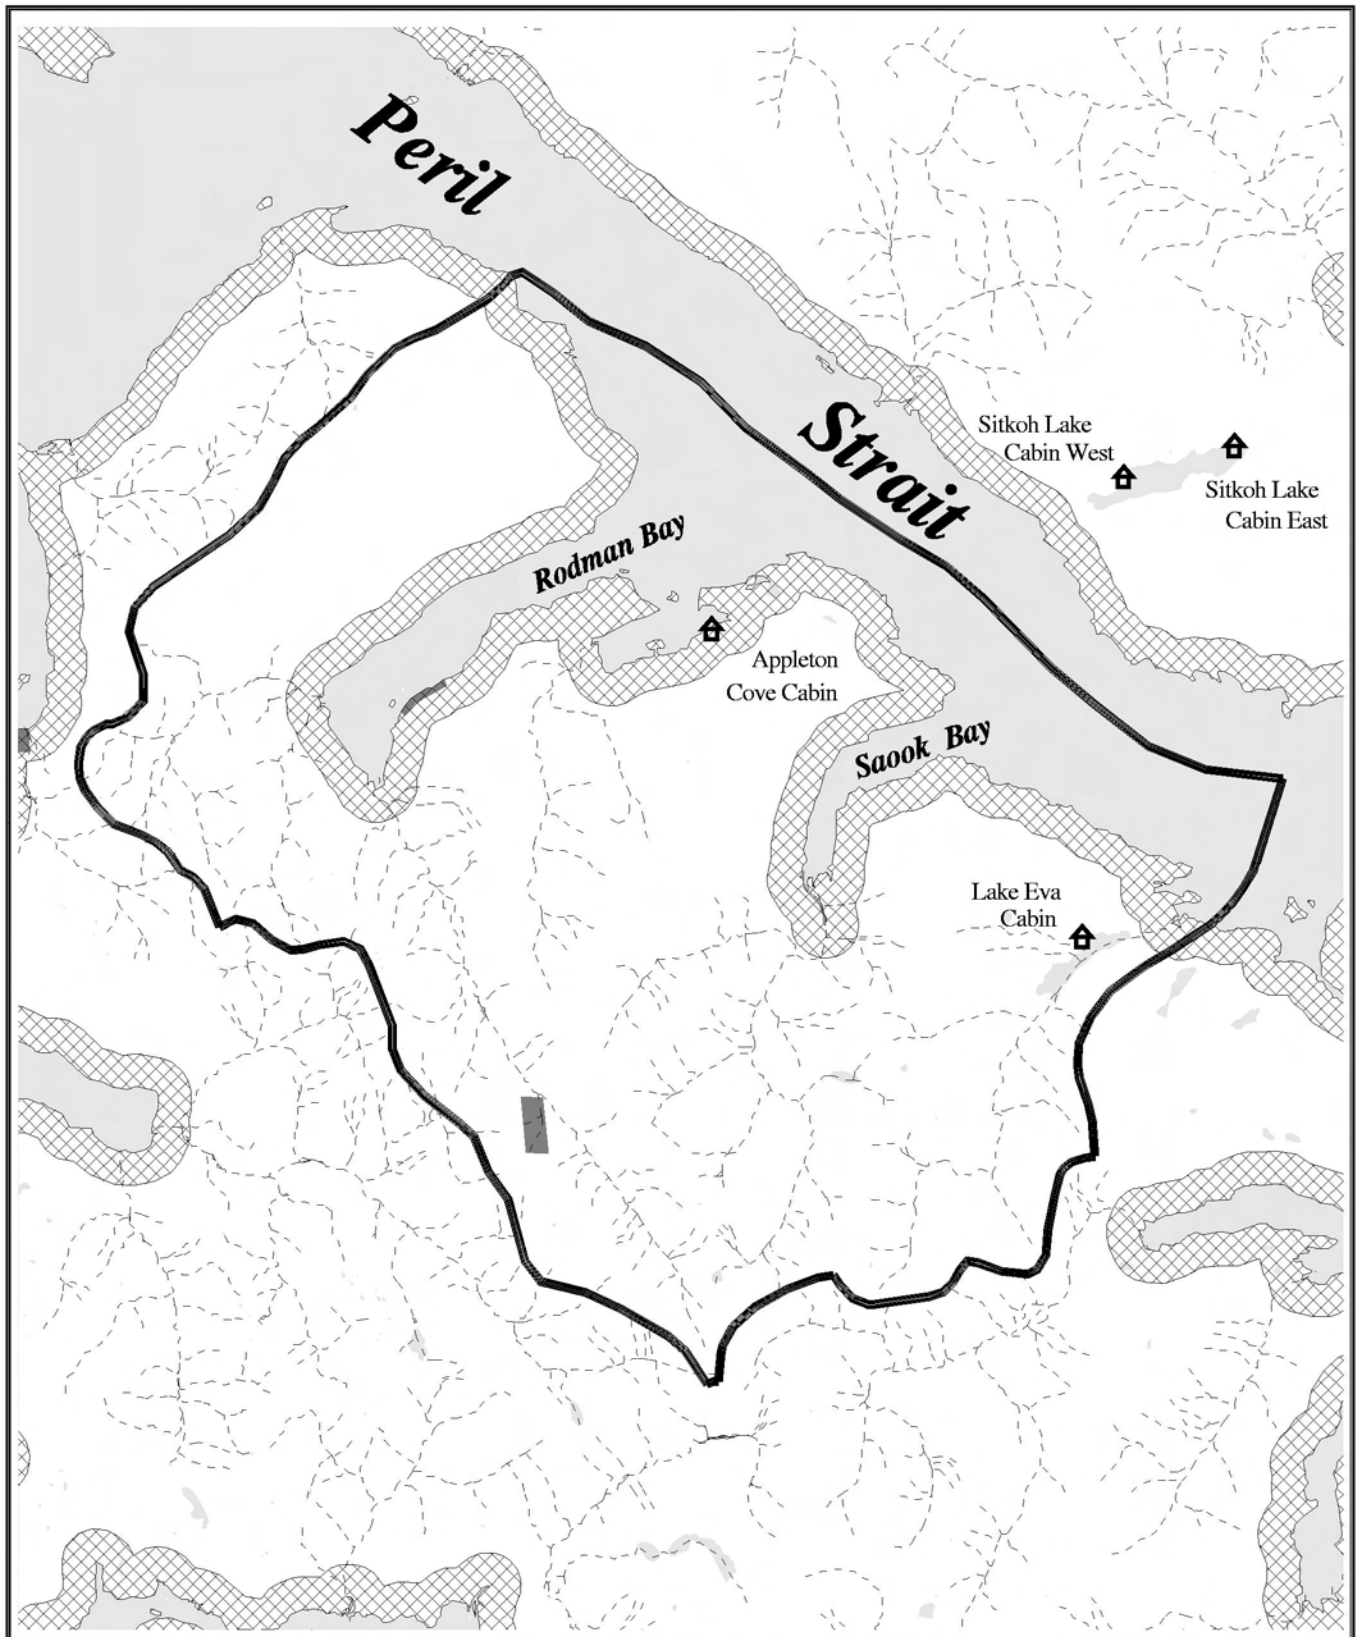 Peril
Strait
Sitkoh Lake
Cabin West
Sitkoh Lake
Cabin East
Rodman Bay
Appleton
Cove Cabin
Saook Bay
Lake Eva
Cabin